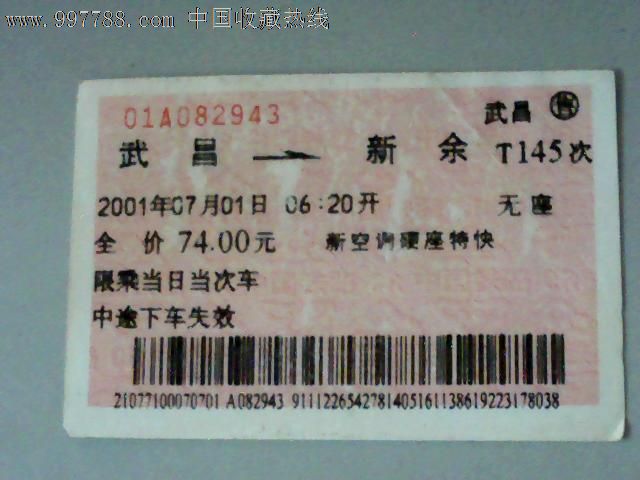 www.997788.com 中国收藏热线
01A082943
武昌 售
武昌 → 新余 T145次
2001年07月01日 06:20开 无座
全价 74.00元 新空调硬座特快
限乘当日当次车
中途下车失效
21077100070701 A082943 9111226542781405161138619223178038